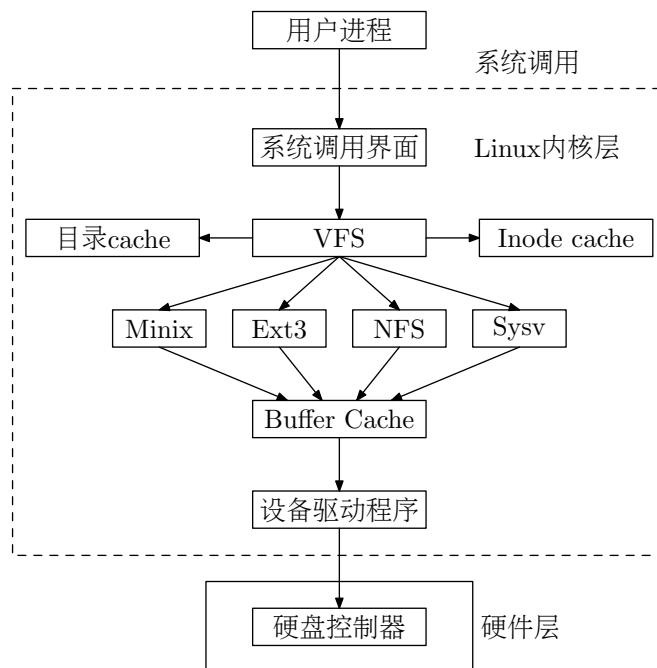 用户进程
系统调用
系统调用界面
Linux内核层
目录cache
VFS
Inode cache
Minix
Ext3
NFS
Sysv
Buffer Cache
设备驱动程序
硬盘控制器
硬件层